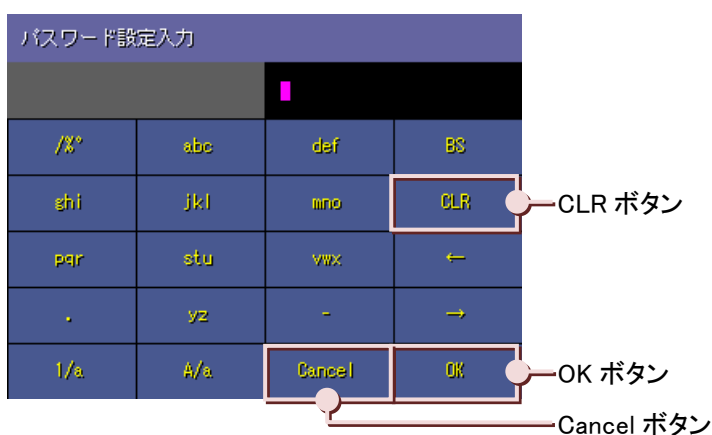 パスワード設定入力
/%° abc def BS
ghi jkl mno CLR
CLR ボタン
pqr stu vwx ←
. yz - →
1/a A/a Cancel OK
OK ボタン
Cancel ボタン